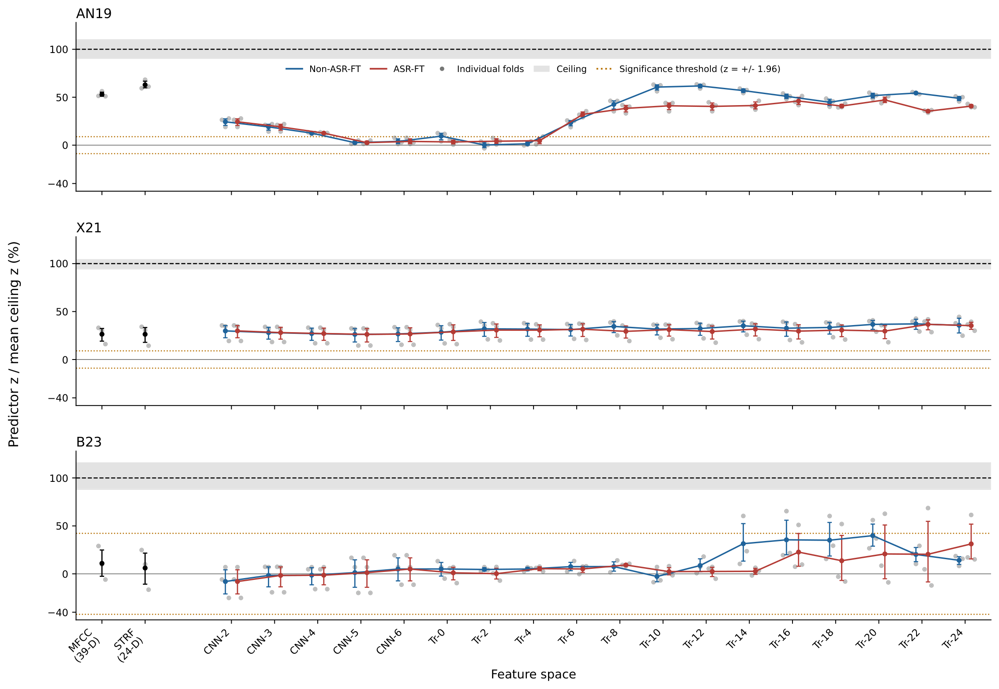 AN19
100
50
0
−40
Non-ASR-FT ASR-FT Individual folds Ceiling Significance threshold (z = +/- 1.96)
X21
100
50
0
−40
Predictor z / mean ceiling z (%)
B23
100
50
0
−40
MFCC
(39-D)
STRF
(24-D)
CNN-2
CNN-3
CNN-4
CNN-5
CNN-6
Tr-0
Tr-2
Tr-4
Tr-6
Tr-8
Tr-10
Tr-12
Tr-14
Tr-16
Tr-18
Tr-20
Tr-22
Tr-24
Feature space